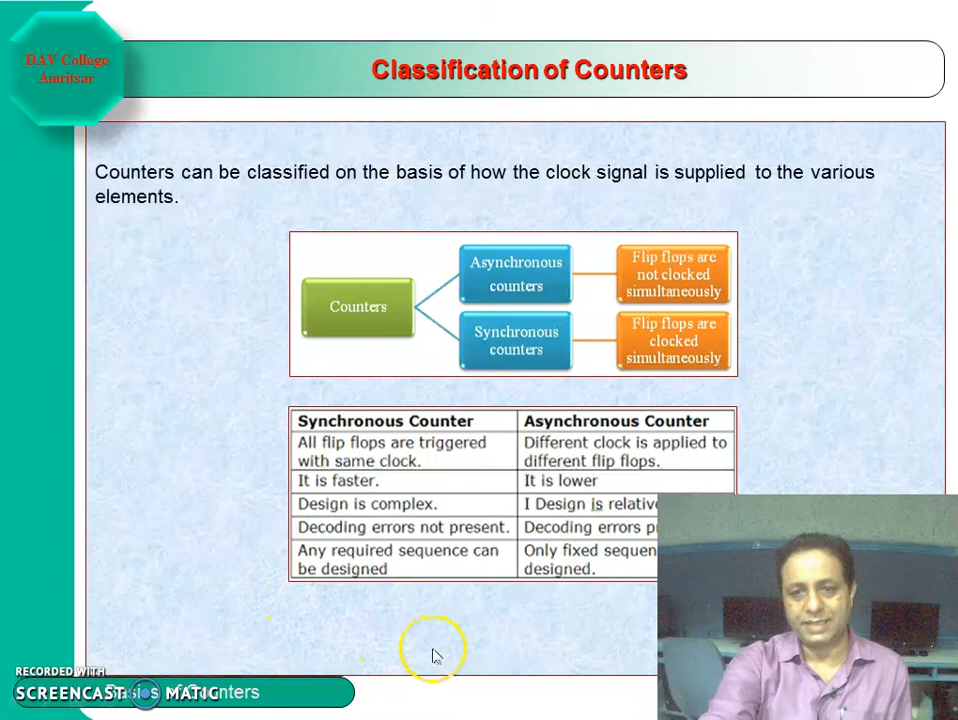 DAV College
Amritsar
Classification of Counters
Counters can be classified on the basis of how the clock signal is supplied to the various
elements.
Counters
Asynchronous
counters
Flip flops are
not clocked
simultaneously
Synchronous
counters
Flip flops are
clocked
simultaneously
Synchronous Counter
Asynchronous Counter
All flip flops are triggered
with same clock.
Different clock is applied to
different flip flops.
It is faster.
It is lower
Design is complex.
I Design is
Decoding errors not present.
Decoding errors
Any required sequence can
be designed
Only fixed
designed.
RECORDED WITH
SCREENCAST MATIC
Basics of Counters